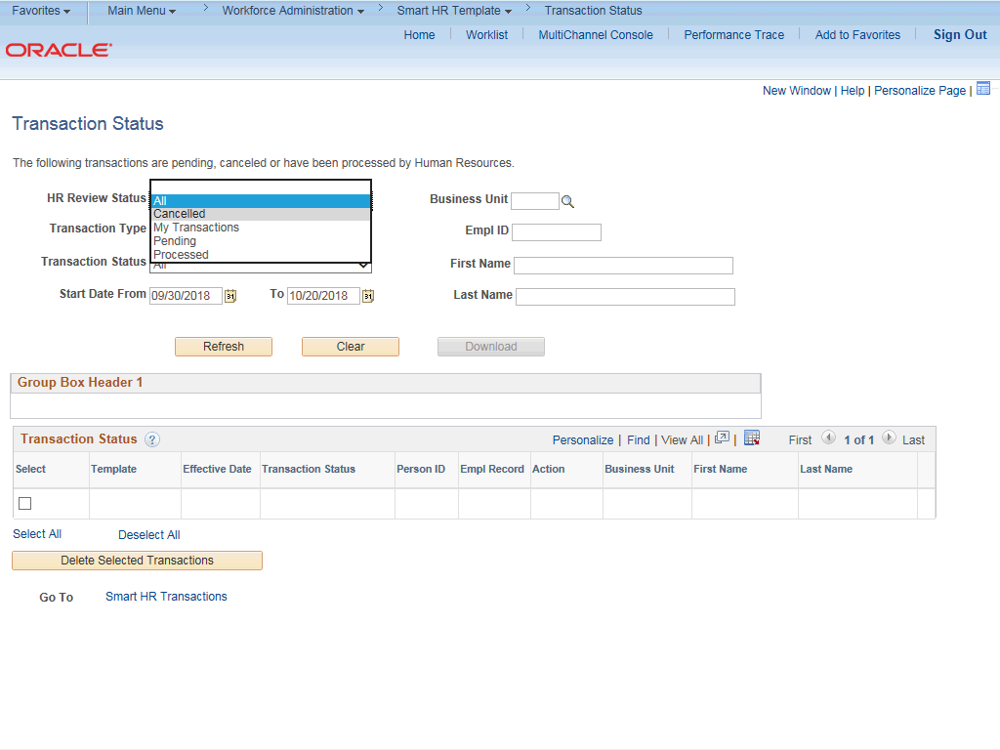 Favorites Main Menu > Workforce Administration > Smart HR Template > Transaction Status
Home Worklist MultiChannel Console Performance Trace Add to Favorites Sign Out
ORACLE
New Window | Help | Personalize Page |
Transaction Status
The following transactions are pending, canceled or have been processed by Human Resources.
HR Review Status
All
Cancelled
My Transactions
Pending
Processed
Transaction Type
Transaction Status All
Start Date From 09/30/2018 31 To 10/20/2018 31
Business Unit
Empl ID
First Name
Last Name
Refresh Clear Download
Group Box Header 1
Transaction Status ? Personalize | Find | View All | | First 1 of 1 Last
Select Template Effective Date Transaction Status Person ID Empl Record Action Business Unit First Name Last Name
Select All Deselect All
Delete Selected Transactions
Go To Smart HR Transactions